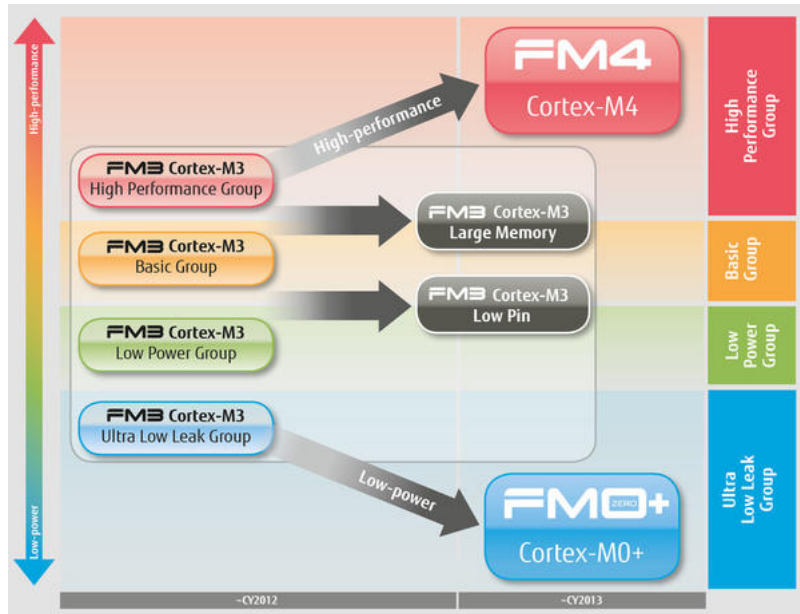 High-performance
FM4
Cortex-M4
High
Performance
Group
High-performance
FM3 Cortex-M3
High Performance Group
FM3 Cortex-M3
Large Memory
FM3 Cortex-M3
Basic Group
Basic
Group
FM3 Cortex-M3
Low Pin
FM3 Cortex-M3
Low Power Group
Low
Power
Group
FM3 Cortex-M3
Ultra Low Leak Group
Low-power
FM0+
ZERO
Cortex-M0+
Ultra
Low Leak
Group
Low-power
~CY2012
~CY2013